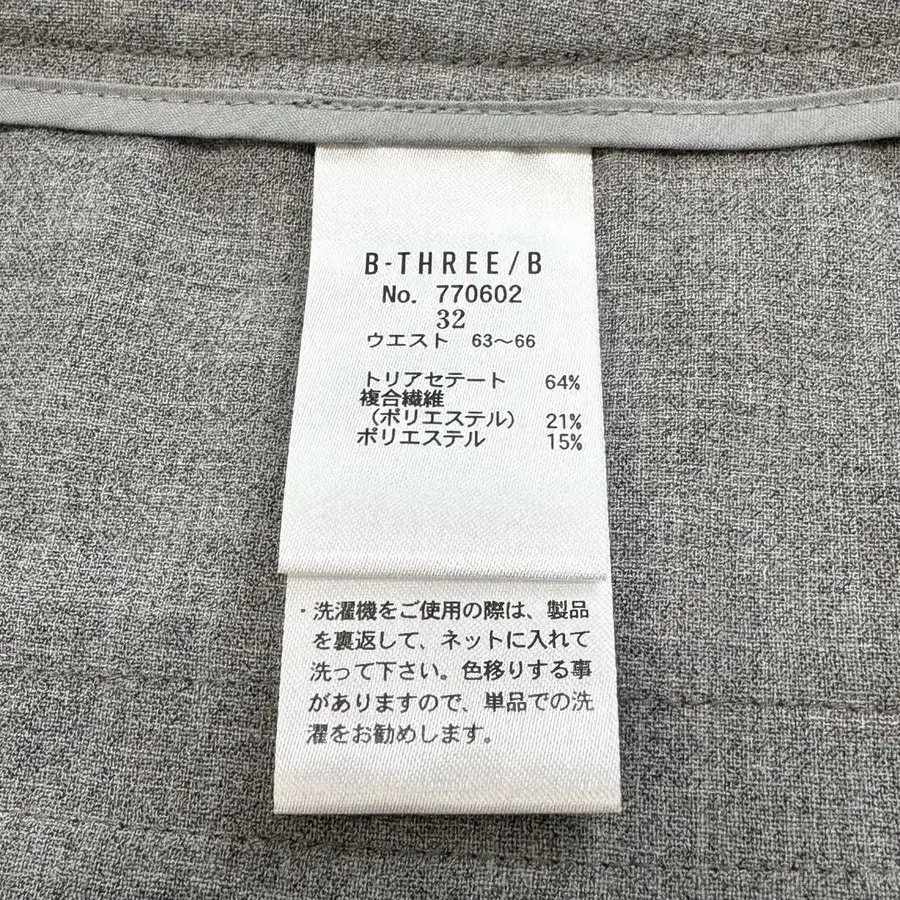 B-THREE/B
No. 770602
32
ウエスト 63〜66
トリアセテート 64%
複合繊維
（ポリエステル） 21%
ポリエステル 15%
・洗濯機をご使用の際は、製品
を裏返して、ネットに入れて
洗って下さい。色移りする事
がありますので、単品での洗
濯をお勧めします。